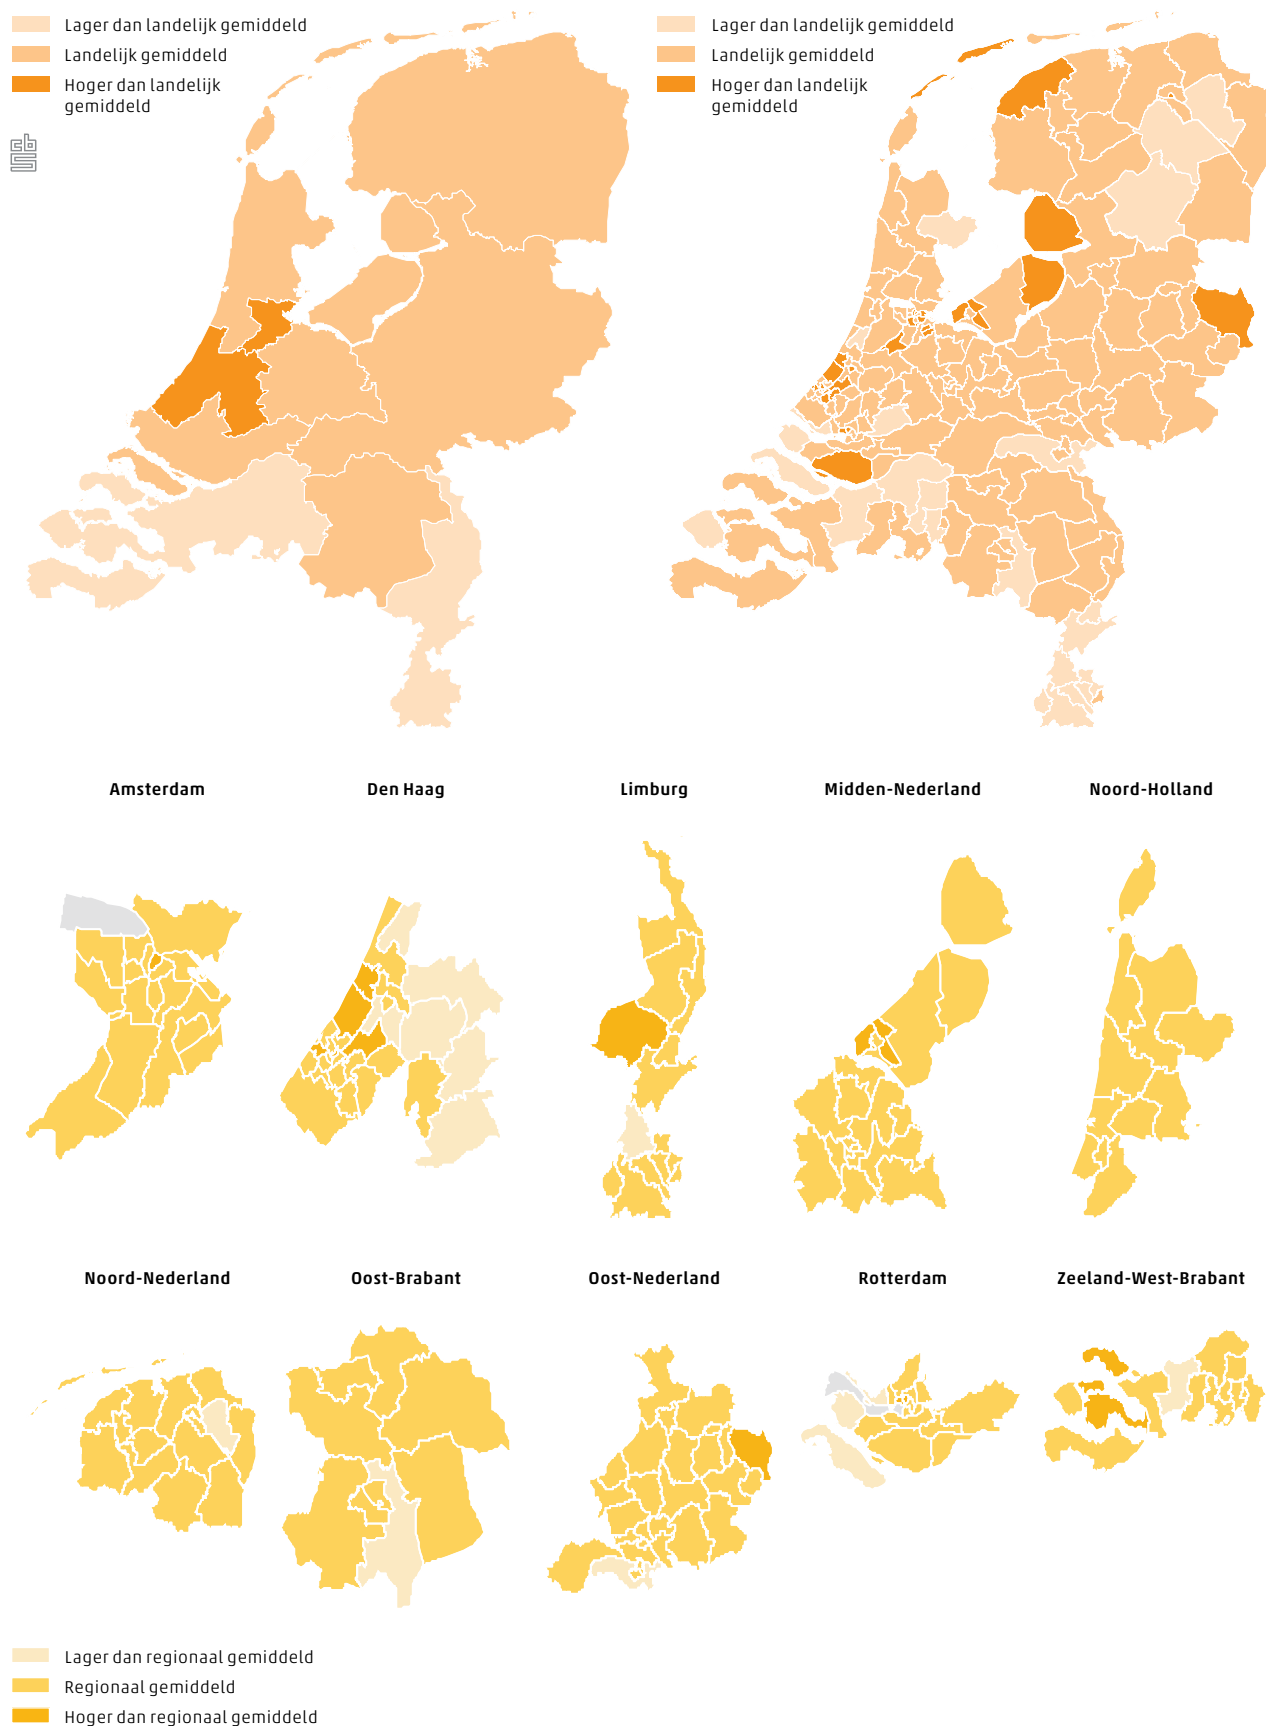 Lager dan landelijk gemiddeld
Landelijk gemiddeld
Hoger dan landelijk
gemiddeld
Lager dan landelijk gemiddeld
Landelijk gemiddeld
Hoger dan landelijk
gemiddeld
Amsterdam
Den Haag
Limburg
Midden-Nederland
Noord-Holland
Noord-Nederland
Oost-Brabant
Oost-Nederland
Rotterdam
Zeeland-West-Brabant
Lager dan regionaal gemiddeld
Regionaal gemiddeld
Hoger dan regionaal gemiddeld